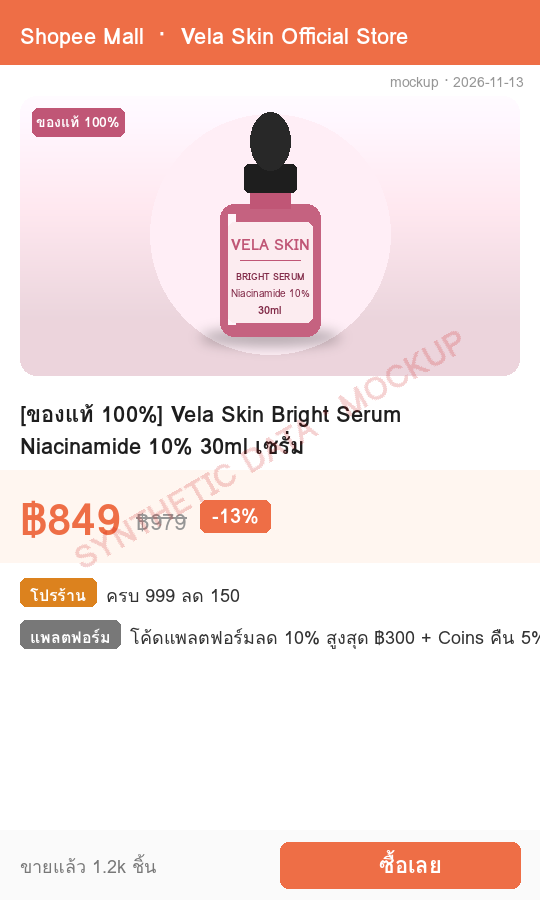 Shopee Mall · Vela Skin Official Store
mockup · 2026-11-13
ของแท้ 100%
VELA SKIN
BRIGHT SERUM
Niacinamide 10%
30ml
[ของแท้ 100%] Vela Skin Bright Serum
Niacinamide 10% 30ml เซรั่ม
SYNTHETIC DATA · MOCKUP
฿849 ฿979 -13%
โปรร้าน ครบ 999 ลด 150
แพลตฟอร์ม โค้ดแพลตฟอร์มลด 10% สูงสุด ฿300 + Coins คืน 5%
ขายแล้ว 1.2k ชิ้น
ซื้อเลย